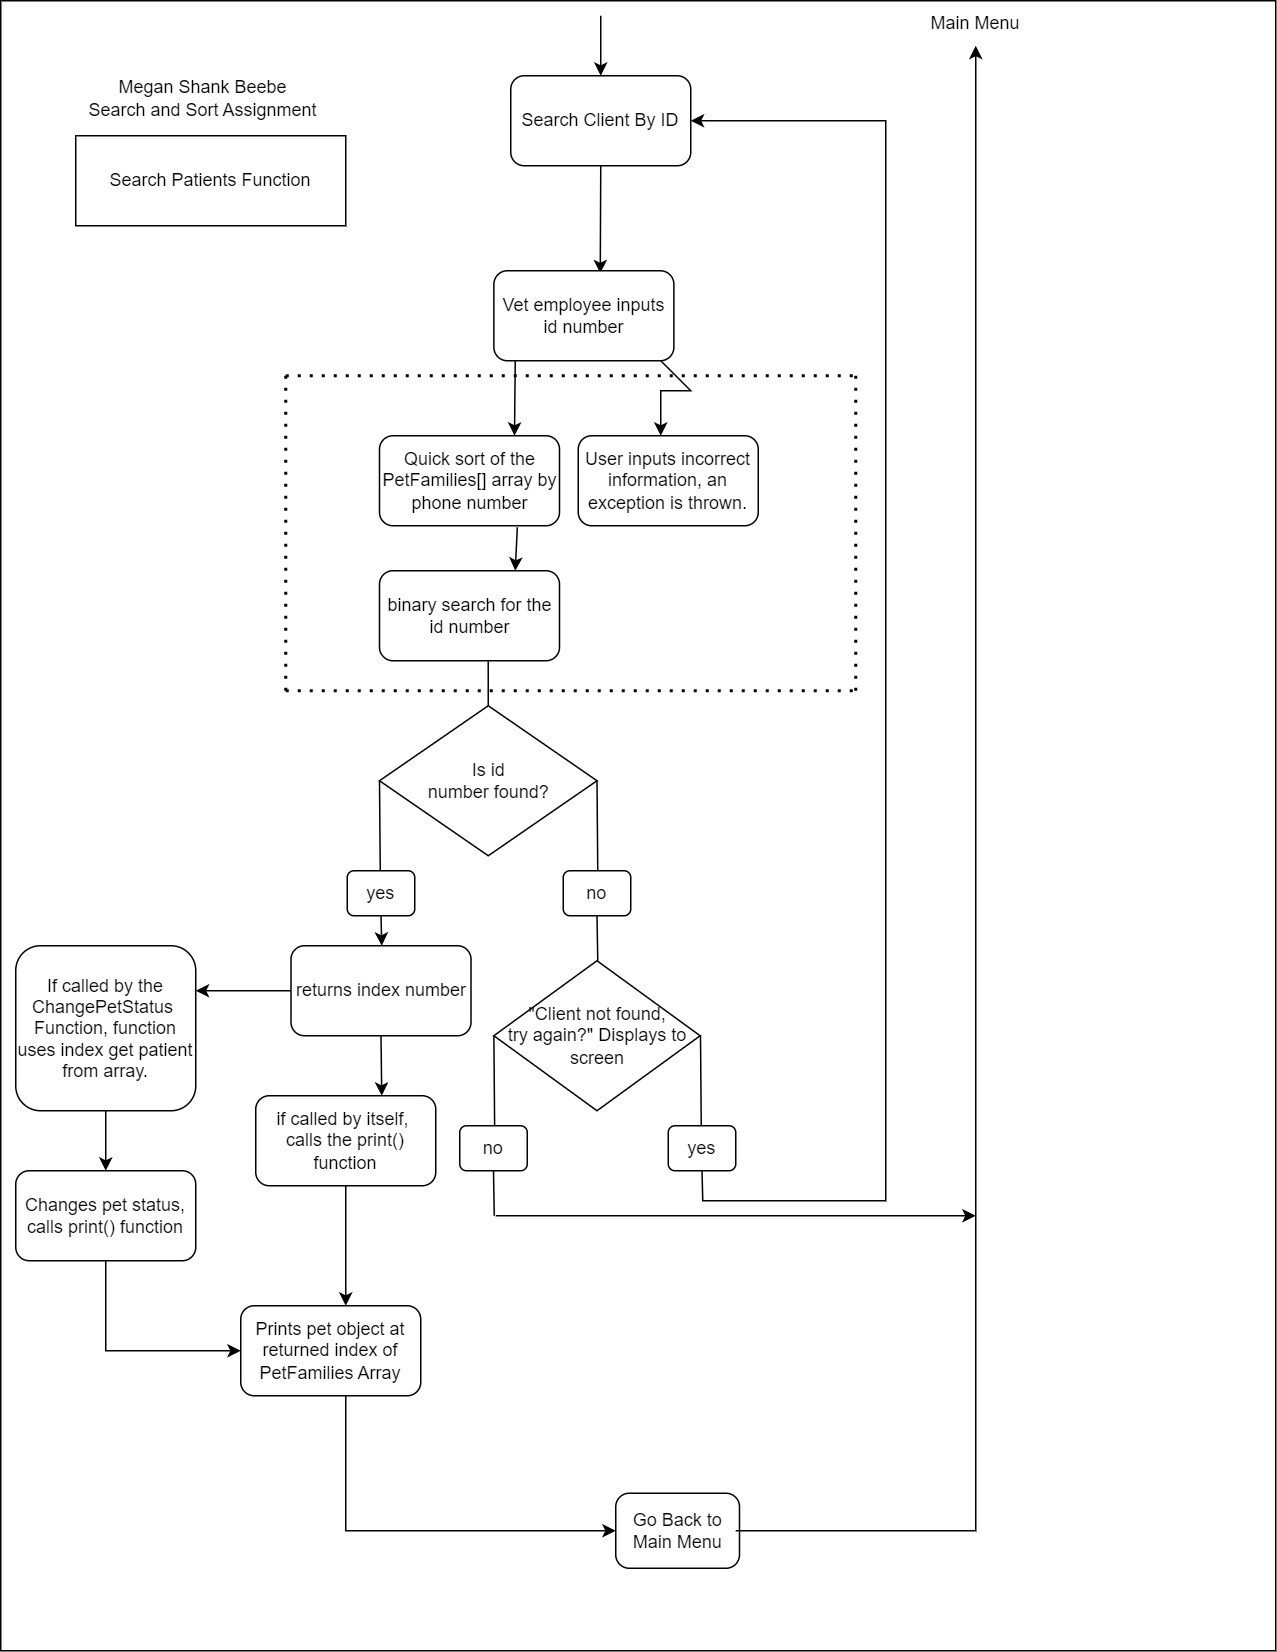 Main Menu
Megan Shank Beebe
Search and Sort Assignment
Search Patients Function
Search Client By ID
Vet employee inputs
id number
Quick sort of the
PetFamilies[] array by
phone number
User inputs incorrect
information, an
exception is thrown.
binary search for the
id number
Is id
number found?
yes
no
If called by the
ChangePetStatus
Function, function
uses index get patient
from array.
returns index number
"Client not found,
try again?" Displays to
screen
if called by itself,
calls the print()
function
no
yes
Changes pet status,
calls print() function
Prints pet object at
returned index of
PetFamilies Array
Go Back to
Main Menu